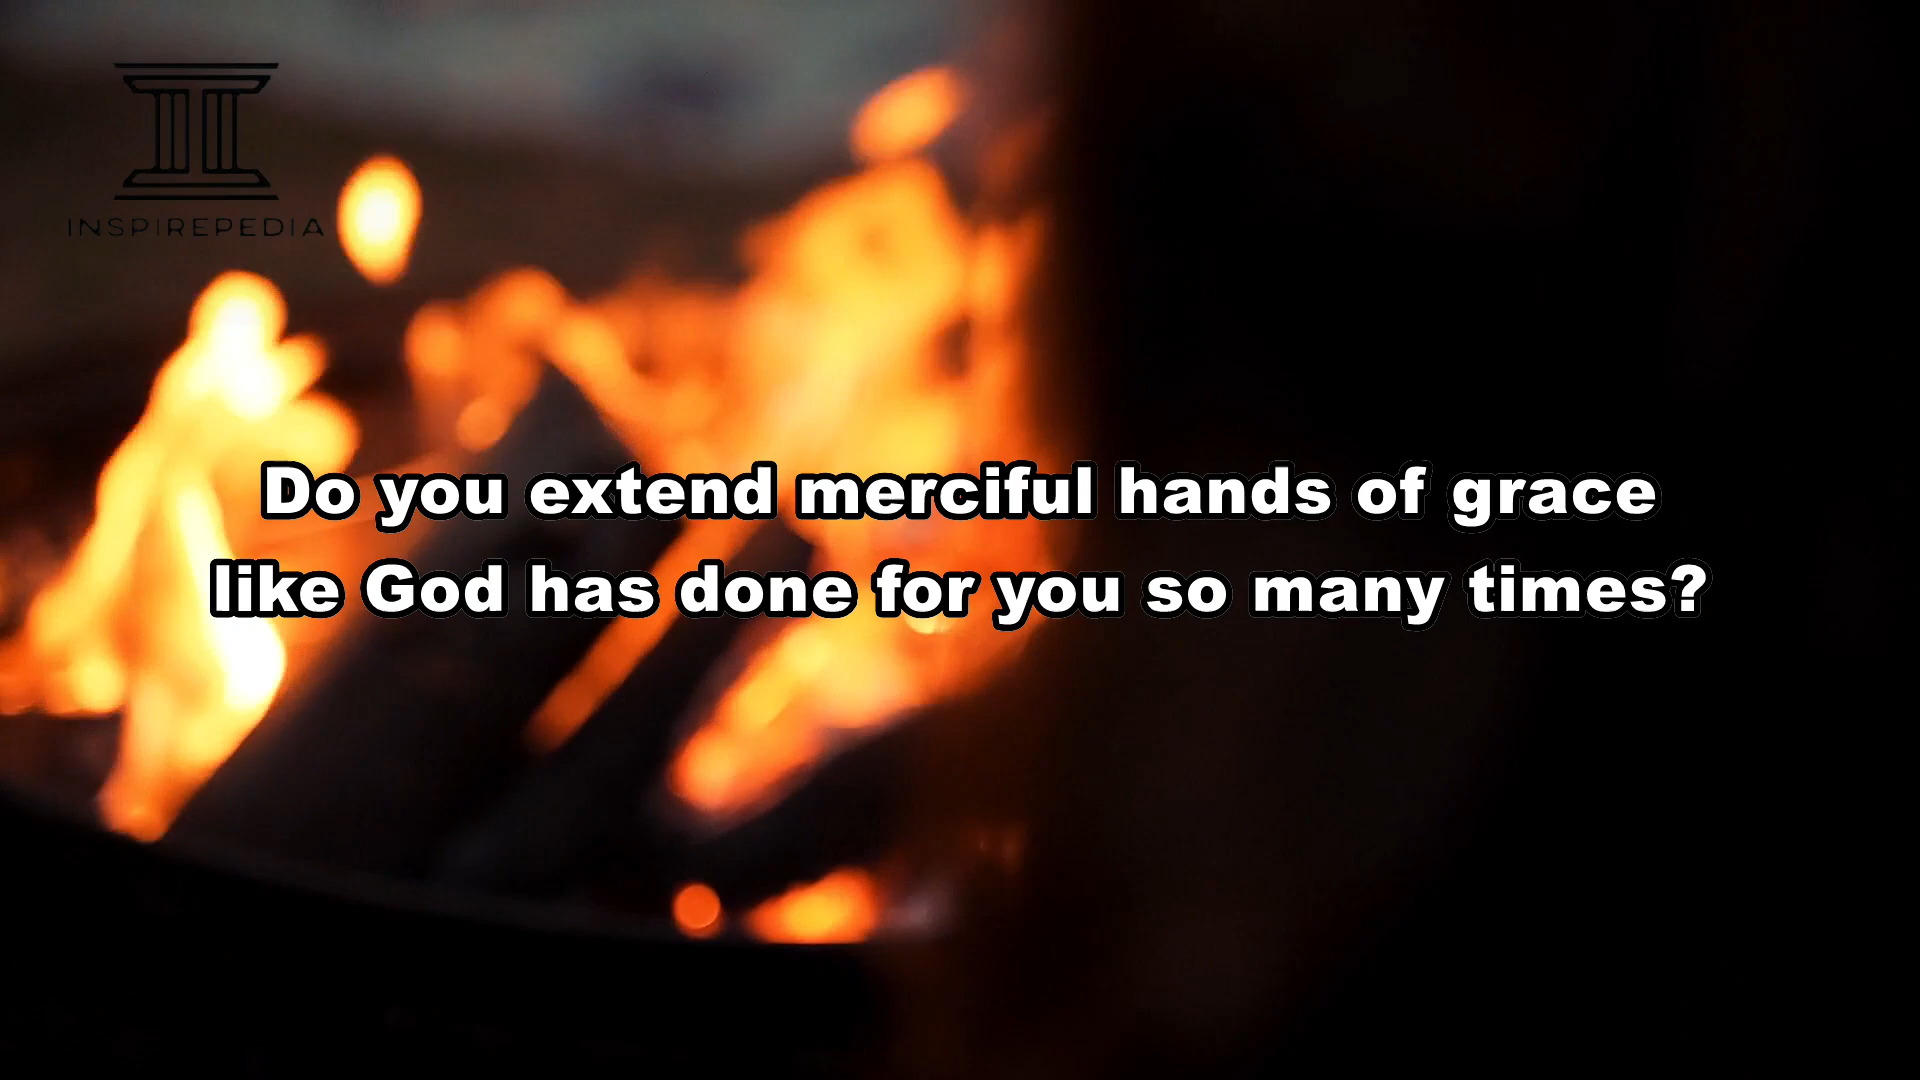 INSPIREPEDIA
Do you extend merciful hands of grace
like God has done for you so many times?